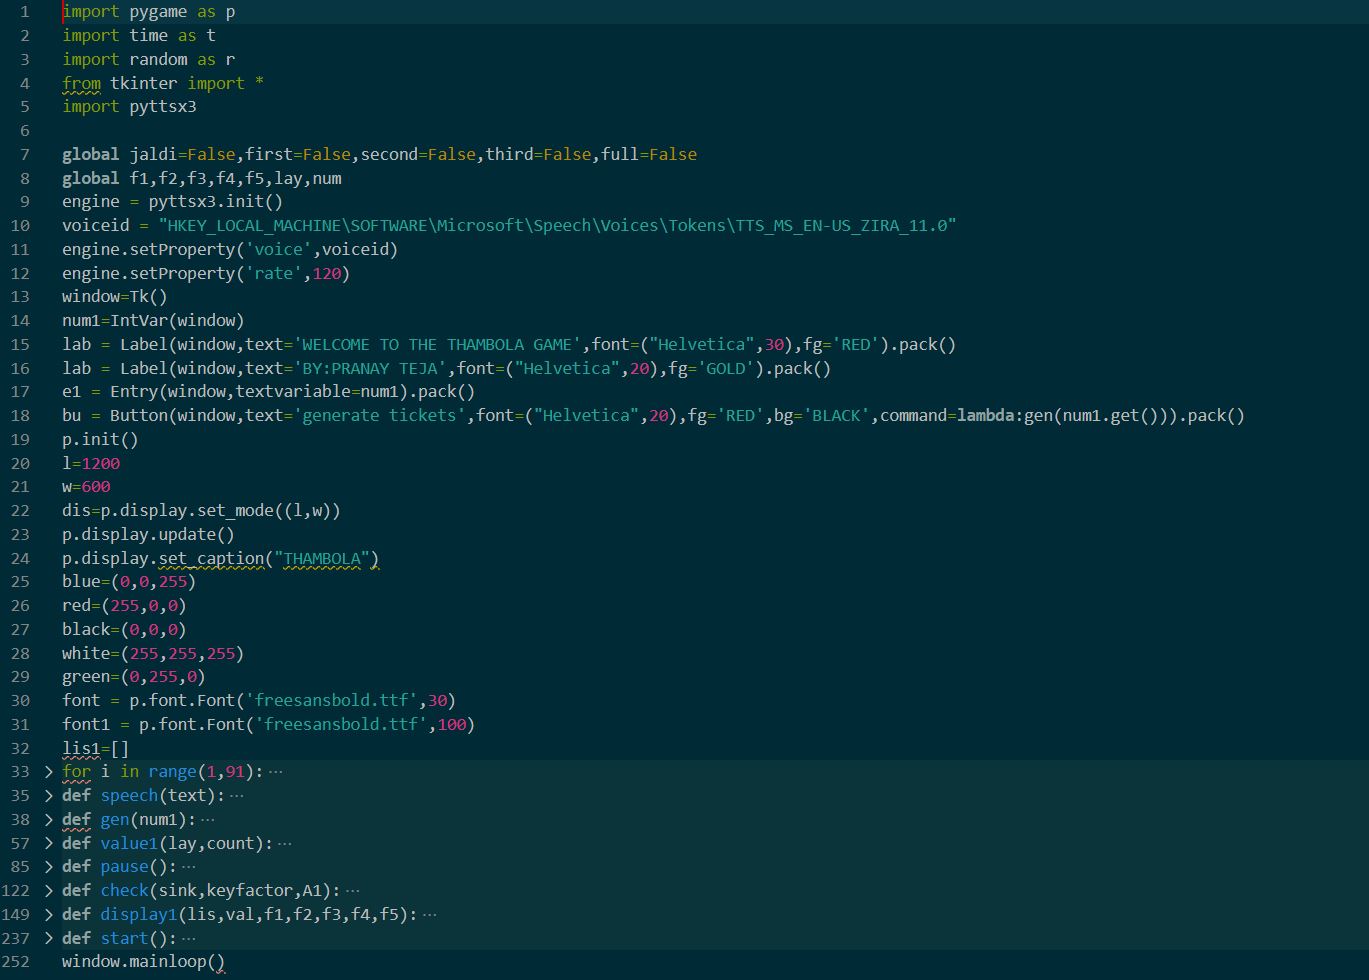 1 import pygame as p
2 import time as t
3 import random as r
4 from tkinter import *
5 import pyttsx3
6
7 global jaldi=False,first=False,second=False,third=False,full=False
8 global f1,f2,f3,f4,f5,lay,num
9 engine = pyttsx3.init()
10 voiceid = "HKEY_LOCAL_MACHINE\SOFTWARE\Microsoft\Speech\Voices\Tokens\TTS_MS_EN-US_ZIRA_11.0"
11 engine.setProperty('voice',voiceid)
12 engine.setProperty('rate',120)
13 window=Tk()
14 num1=IntVar(window)
15 lab = Label(window,text='WELCOME TO THE THAMBOLA GAME',font=("Helvetica",30),fg='RED').pack()
16 lab = Label(window,text='BY:PRANAY TEJA',font=("Helvetica",20),fg='GOLD').pack()
17 e1 = Entry(window,textvariable=num1).pack()
18 bu = Button(window,text='generate tickets',font=("Helvetica",20),fg='RED',bg='BLACK',command=lambda:gen(num1.get())).pack()
19 p.init()
20 l=1200
21 w=600
22 dis=p.display.set_mode((l,w))
23 p.display.update()
24 p.display.set_caption("THAMBOLA")
25 blue=(0,0,255)
26 red=(255,0,0)
27 black=(0,0,0)
28 white=(255,255,255)
29 green=(0,255,0)
30 font = p.font.Font('freesansbold.ttf',30)
31 font1 = p.font.Font('freesansbold.ttf',100)
32 lis1=[]
33 > for i in range(1,91): ···
35 > def speech(text): ···
38 > def gen(num1): ···
57 > def value1(lay,count): ···
85 > def pause(): ···
122 > def check(sink,keyfactor,A1): ···
149 > def display1(lis,val,f1,f2,f3,f4,f5): ···
237 > def start(): ···
252 window.mainloop()